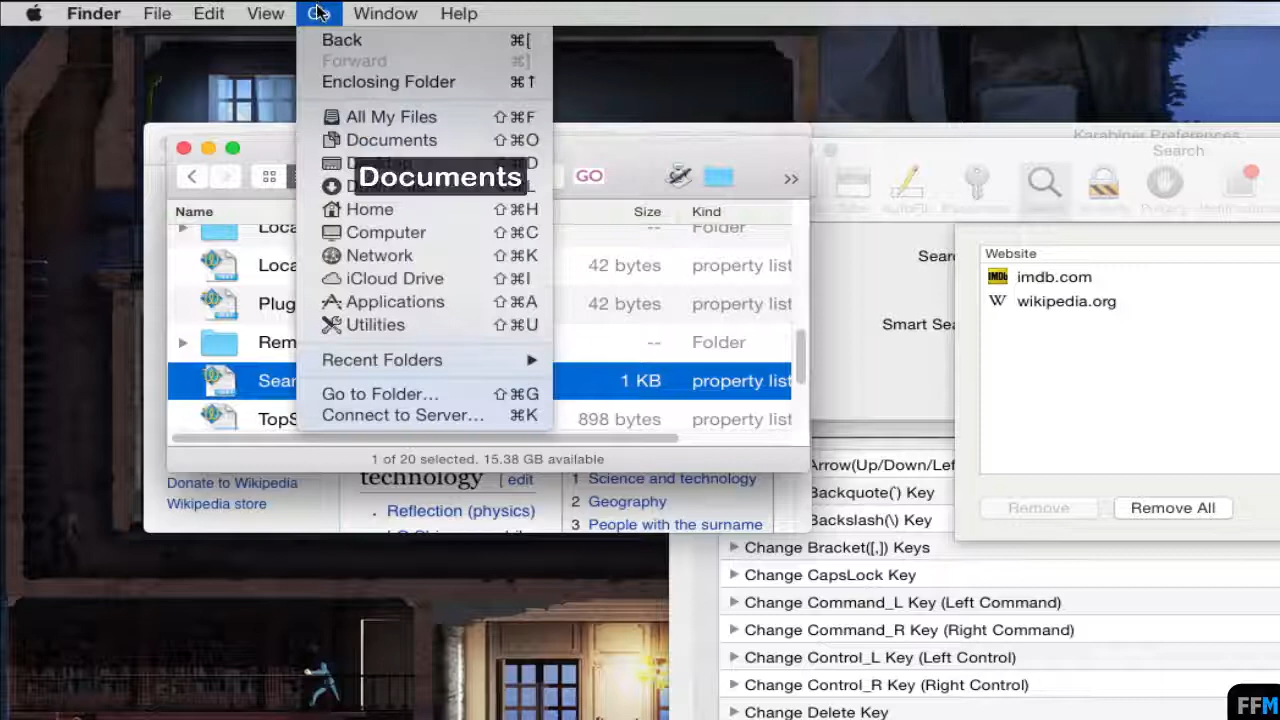 Finder File Edit View Window Help
Back ⌘[
Forward ⌘]
Enclosing Folder ⌘↑
All My Files ⇧⌘F
Documents ⇧⌘O
Documents
Home ⇧⌘H
Computer ⇧⌘C
Network ⇧⌘K
iCloud Drive ⇧⌘I
Applications ⇧⌘A
Utilities ⇧⌘U
Recent Folders
Go to Folder… ⇧⌘G
Connect to Server… ⌘K
GO
Name Size Kind
Loca -- Folder
Loca 42 bytes property list
Plug 42 bytes property list
Rem -- Folder
Sear 1 KB property list
TopS 898 bytes property list
1 of 20 selected. 15.38 GB available
Donate to Wikipedia
Wikipedia store
technology [ edit
Reflection (physics)
1 Science and technology
2 Geography
3 People with the surname
Karabiner Preferences
Search
Sear
Smart Sea
Website
imdb.com
wikipedia.org
Remove Remove All
Arrow(Up/Down/Left
Backquote(`) Key
Backslash(\) Key
Change Bracket([,]) Keys
Change CapsLock Key
Change Command_L Key (Left Command)
Change Command_R Key (Right Command)
Change Control_L Key (Left Control)
Change Control_R Key (Right Control)
Change Delete Key
FFM